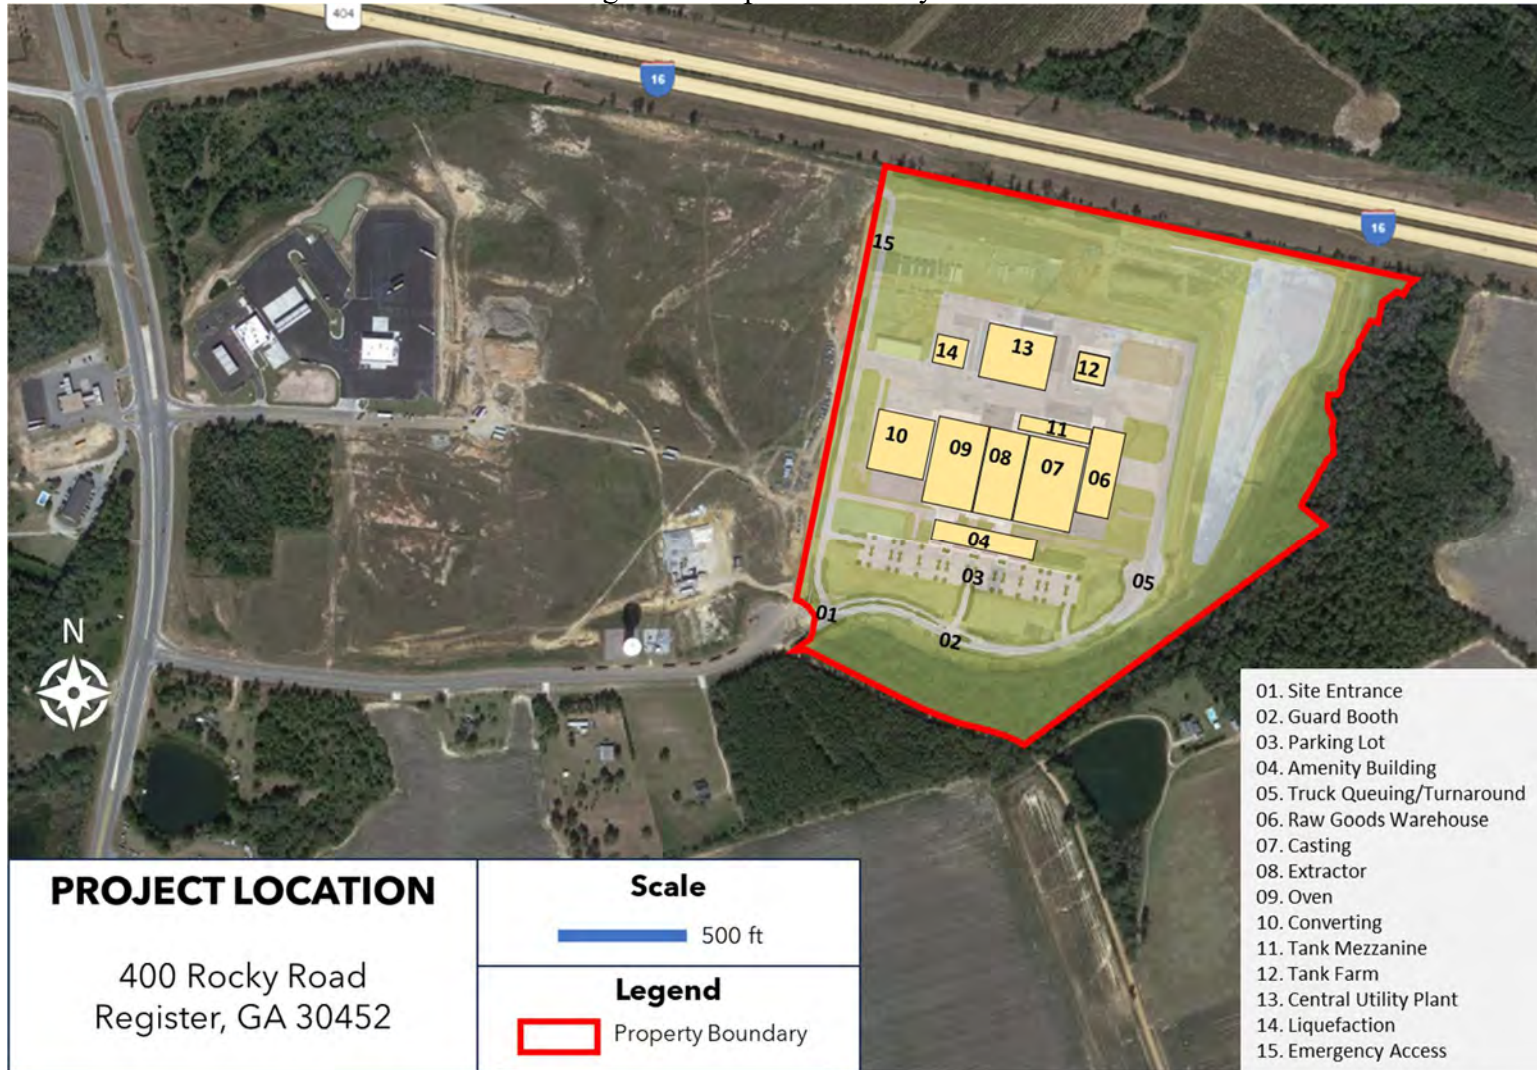 404
16
16
15
14
13
12
11
10
09
08
07
06
04
03
05
01
02
N
01. Site Entrance
02. Guard Booth
03. Parking Lot
04. Amenity Building
05. Truck Queuing/Turnaround
06. Raw Goods Warehouse
07. Casting
08. Extractor
09. Oven
10. Converting
11. Tank Mezzanine
12. Tank Farm
13. Central Utility Plant
14. Liquefaction
15. Emergency Access
PROJECT LOCATION
400 Rocky Road
Register, GA 30452
Scale
500 ft
Legend
Property Boundary